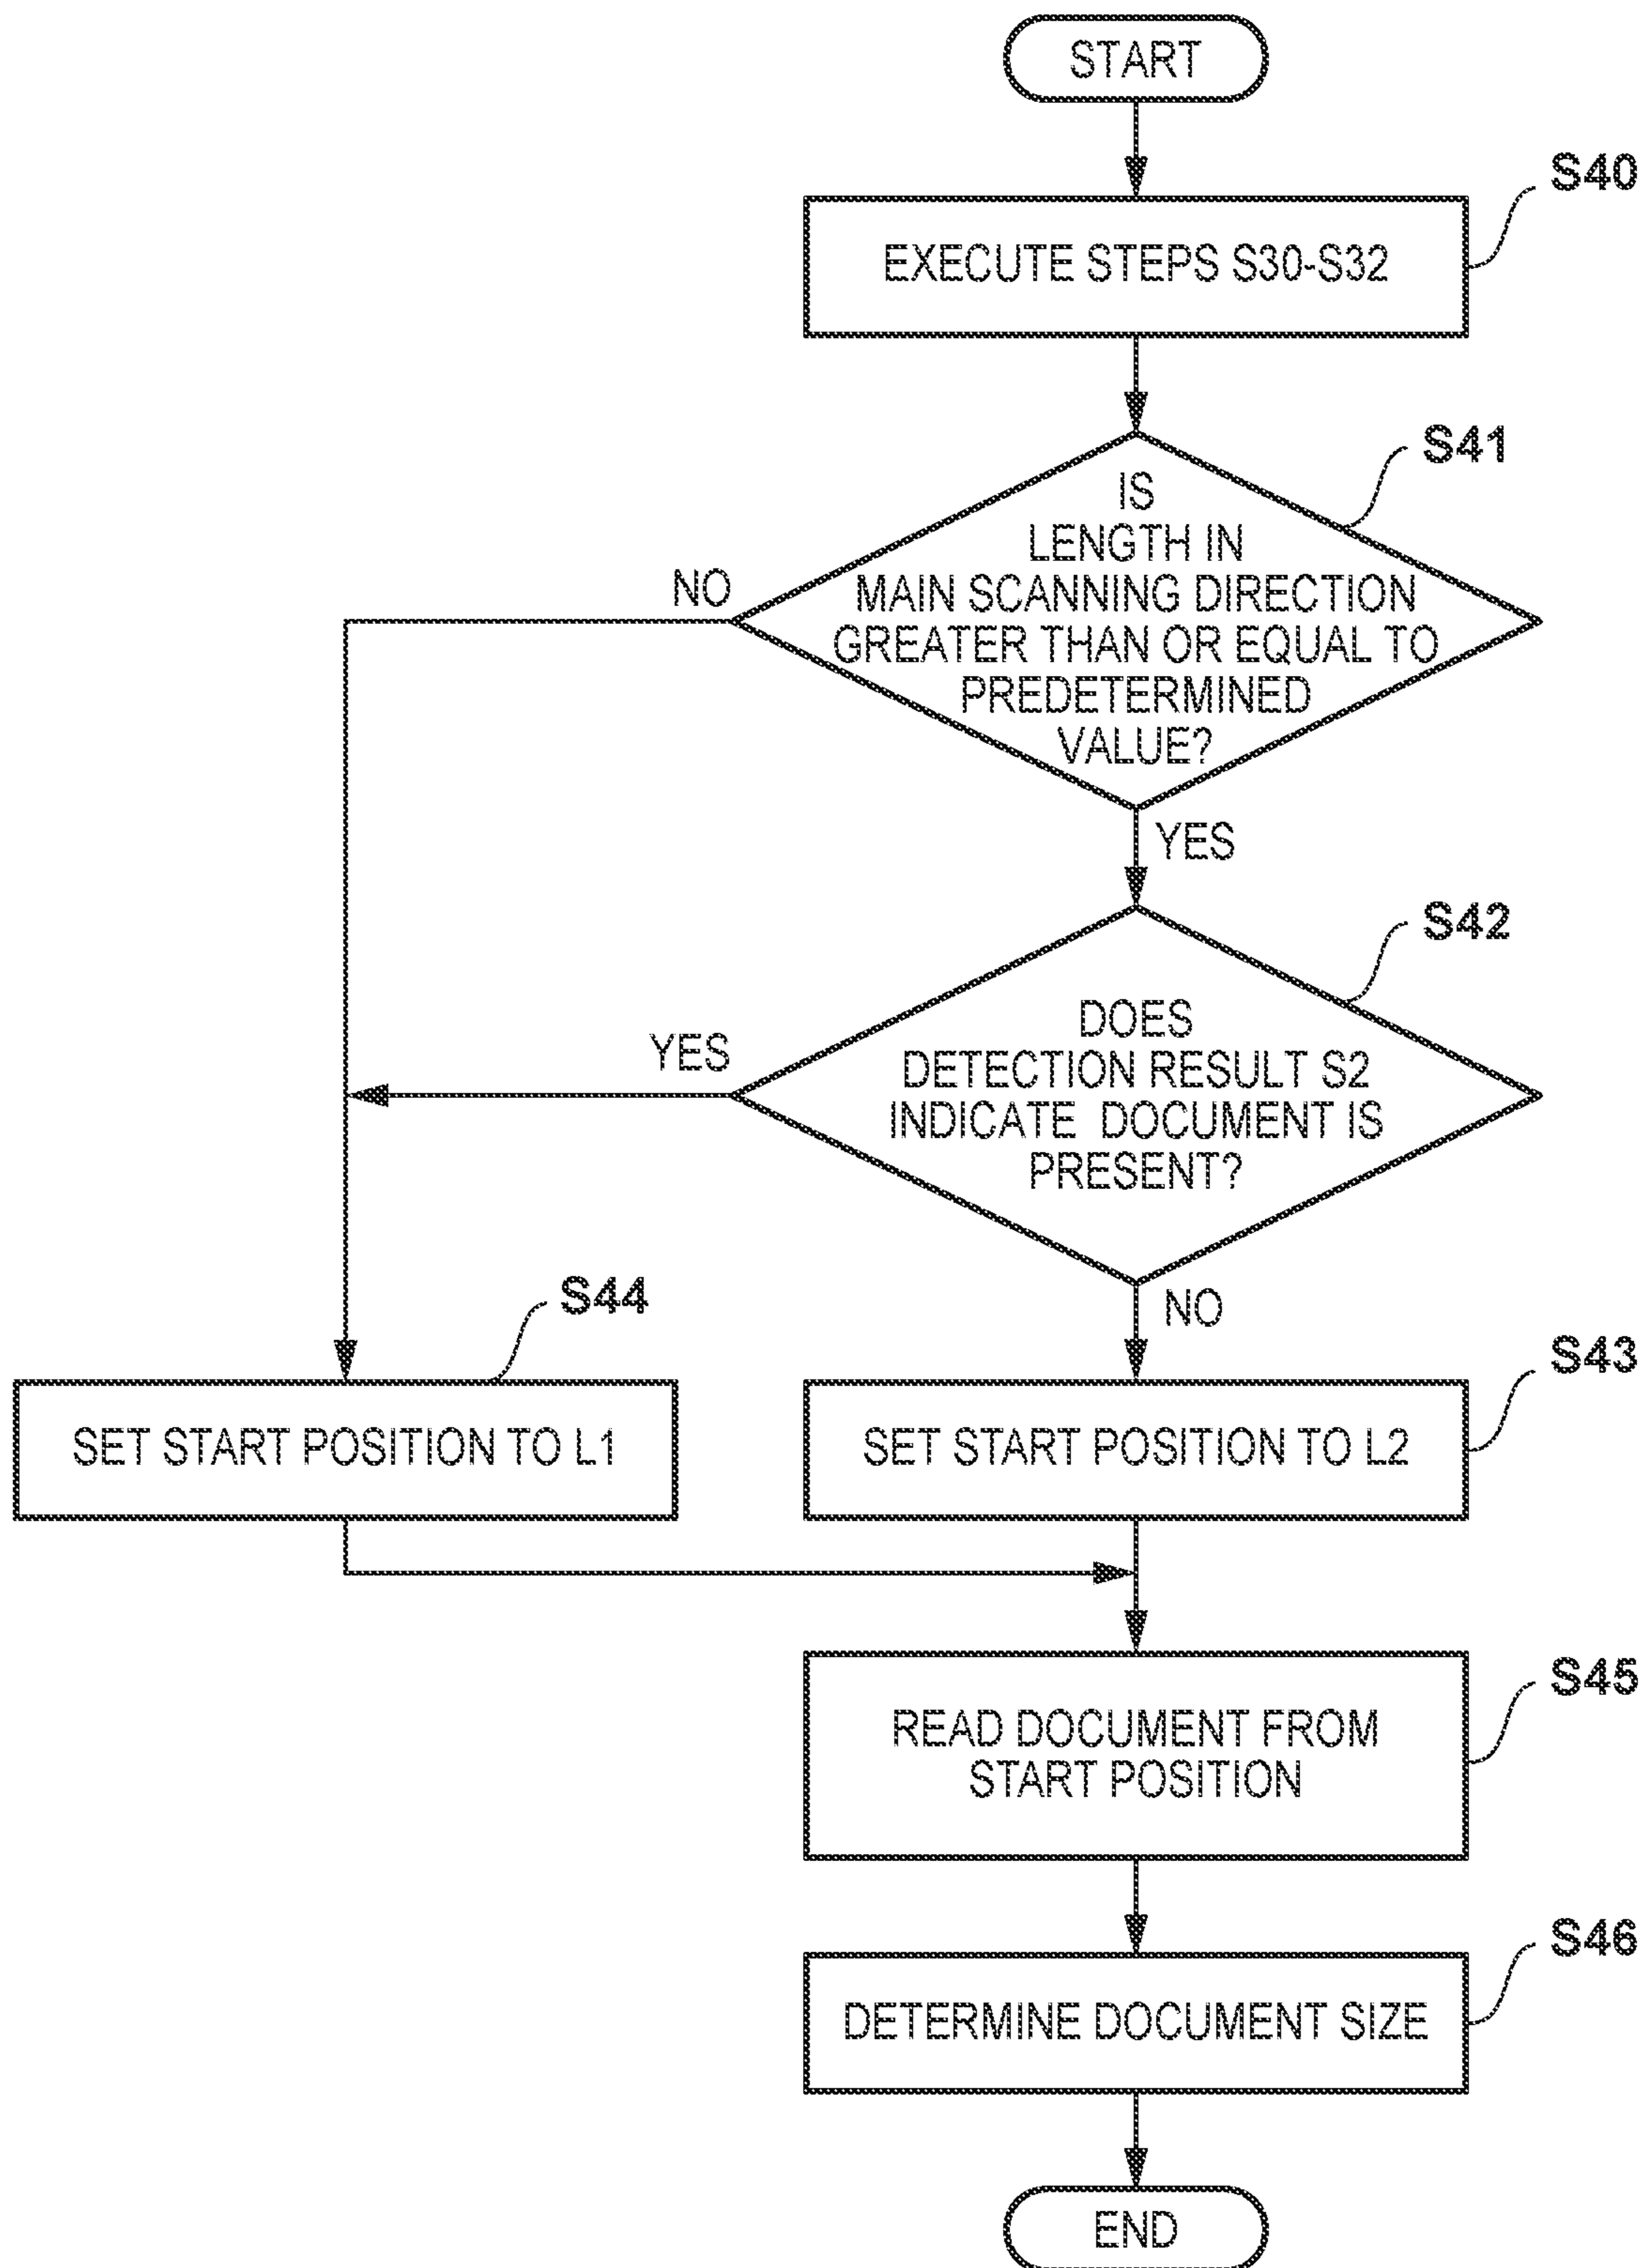 START
S40
EXECUTE STEPS S30-S32
S41
IS
LENGTH IN
MAIN SCANNING DIRECTION
GREATER THAN OR EQUAL TO
PREDETERMINED
VALUE?
NO
YES
S42
DOES
DETECTION RESULT S2
INDICATE DOCUMENT IS
PRESENT?
YES
NO
S44
SET START POSITION TO L1
S43
SET START POSITION TO L2
S45
READ DOCUMENT FROM
START POSITION
S46
DETERMINE DOCUMENT SIZE
END